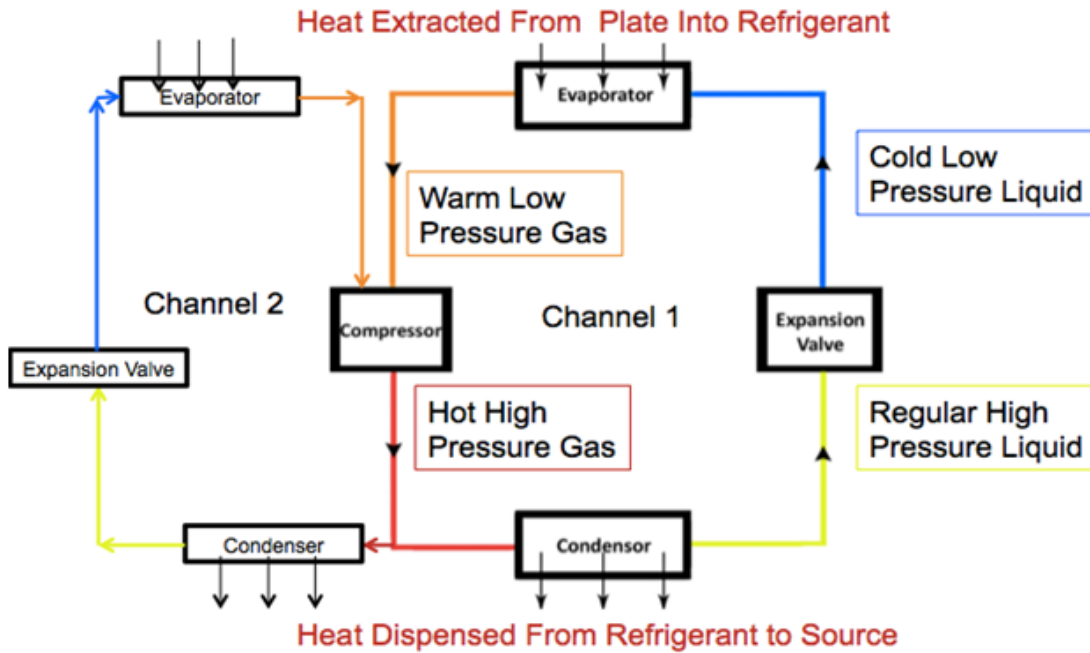 Heat Extracted From Plate Into Refrigerant
Evaporator
Evaporator
Cold Low
Pressure Liquid
Warm Low
Pressure Gas
Channel 2
Compressor
Channel 1
Expansion
Valve
Expansion Valve
Hot High
Pressure Gas
Regular High
Pressure Liquid
Condenser
Condensor
Heat Dispensed From Refrigerant to Source